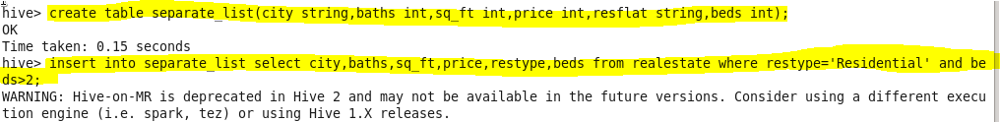 hive> create table separate_list(city string,baths int,sq_ft int,price int,resflat string,beds int);
OK
Time taken: 0.15 seconds
hive> insert into separate_list select city,baths,sq_ft,price,restype,beds from realestate where restype='Residential' and be
ds>2;
WARNING: Hive-on-MR is deprecated in Hive 2 and may not be available in the future versions. Consider using a different execu
tion engine (i.e. spark, tez) or using Hive 1.X releases.